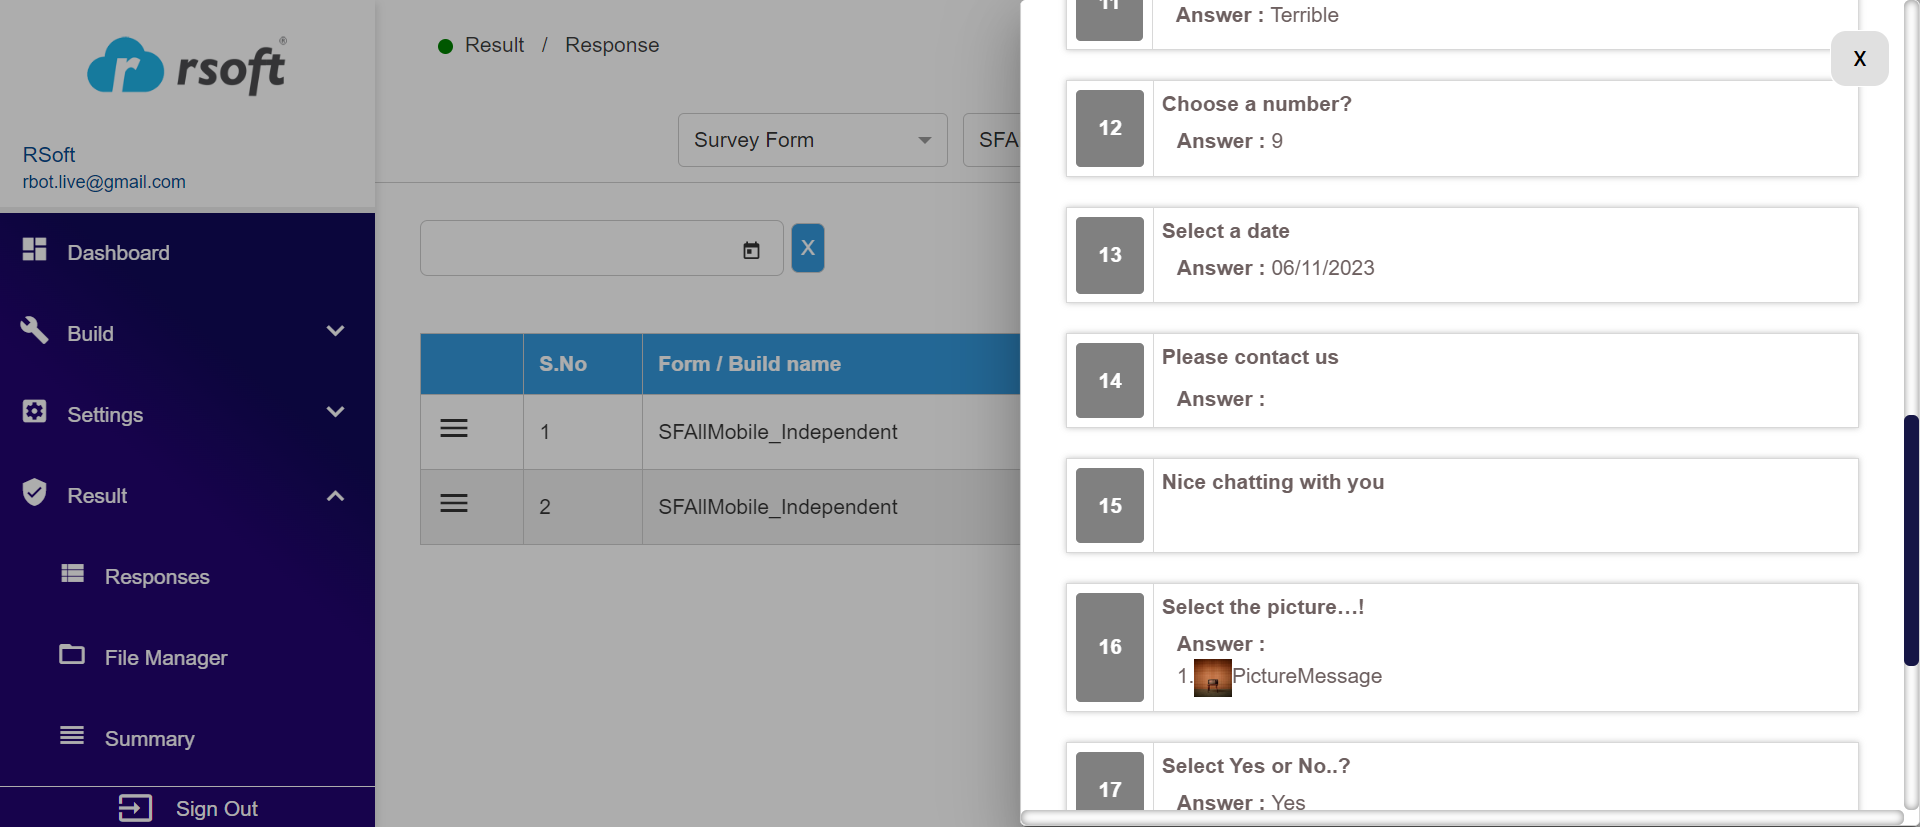 rsoft®
RSoft
rbot.live@gmail.com
Dashboard
Build
Settings
Result
Responses
File Manager
Summary
Sign Out
Result / Response
Survey Form
SFA
X
S.No Form / Build name
1 SFAllMobile_Independent
2 SFAllMobile_Independent
X
11
Answer : Terrible
12
Choose a number?
Answer : 9
13
Select a date
Answer : 06/11/2023
14
Please contact us
Answer :
15
Nice chatting with you
16
Select the picture...!
Answer :
1. PictureMessage
17
Select Yes or No..?
Answer : Yes